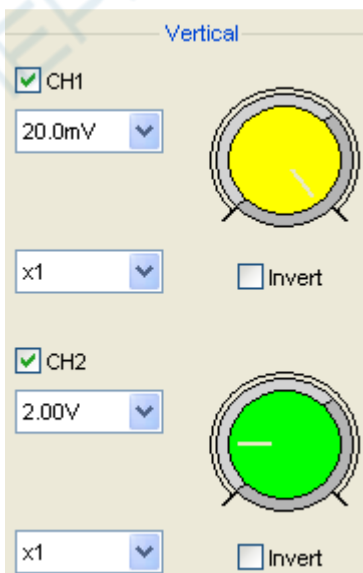 Vertical
CH1
20.0mV
x1
Invert
CH2
2.00V
x1
Invert